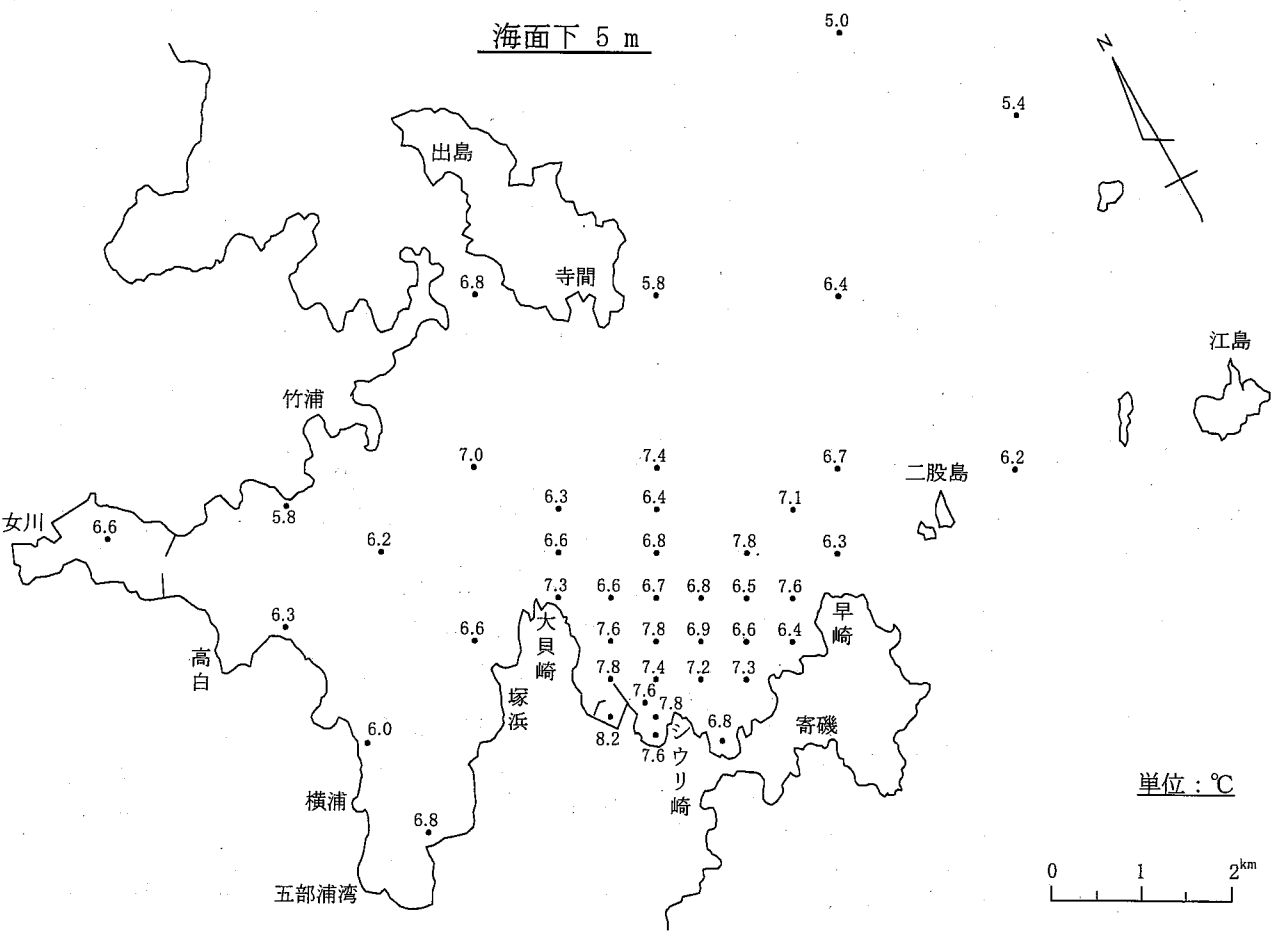 海面下 5 m
5.0
5.4
N
出島
寺間
6.8
5.8
6.4
江島
竹浦
7.0
7.4
6.7
6.2
二股島
6.3
6.4
7.1
5.8
女川
6.6
6.2
6.6
6.8
7.8
6.3
7.3
6.6
6.7
6.8
6.5
7.6
6.3
6.6
大貝崎
7.6
7.8
6.9
6.6
6.4
早崎
高白
7.8
7.4
7.2
7.3
塚浜
7.6
7.8
6.0
8.2
7.6
シウリ崎
6.8
寄磯
横浦
6.8
単位：℃
五部浦湾
0 1 2km